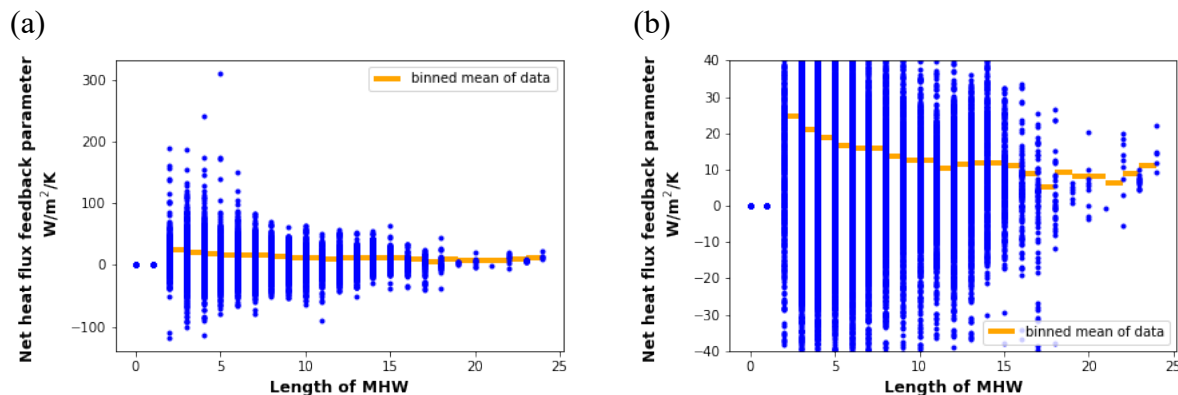 (a)
(b)
Net heat flux feedback parameter
W/m²/K
300
200
100
0
−100
binned mean of data
0
5
10
15
20
25
Length of MHW
Net heat flux feedback parameter
W/m²/K
40
30
20
10
0
−10
−20
−30
−40
binned mean of data
0
5
10
15
20
25
Length of MHW